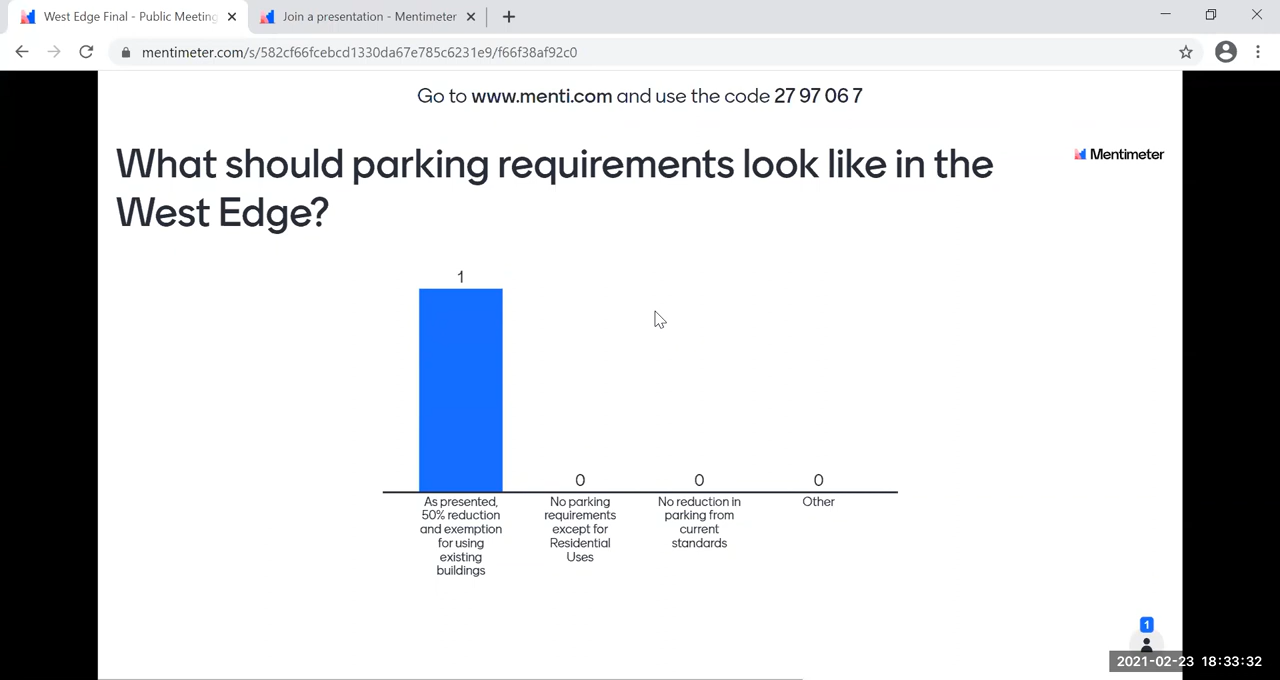 West Edge Final - Public Meeting
Join a presentation - Mentimeter
mentimeter.com/s/582cf66fcebcd1330da67e785c6231e9/f66f38af92c0
Go to www.menti.com and use the code 27 97 06 7
What should parking requirements look like in the
West Edge?
Mentimeter
1
0
0
0
As presented,
50% reduction
and exemption
for using
existing
buildings
No parking
requirements
except for
Residential
Uses
No reduction in
parking from
current
standards
Other
1
2021-02-23 18:33:32